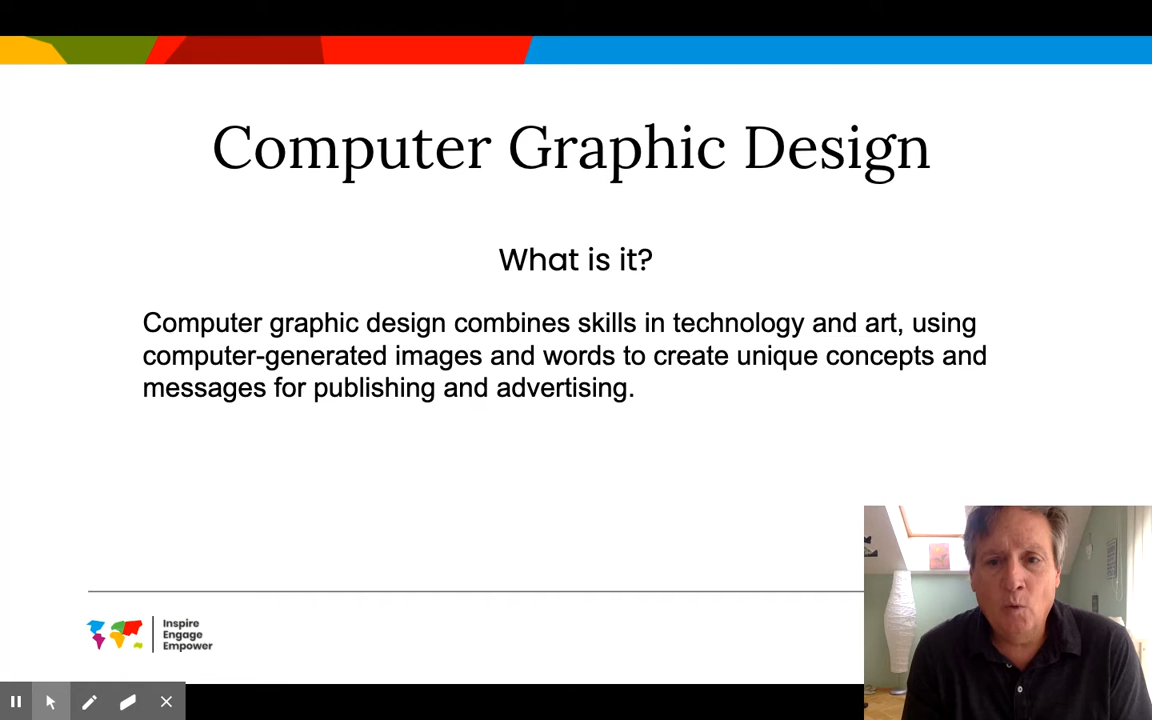 Computer Graphic Design
What is it?
Computer graphic design combines skills in technology and art, using
computer-generated images and words to create unique concepts and
messages for publishing and advertising.
Inspire
Engage
Empower